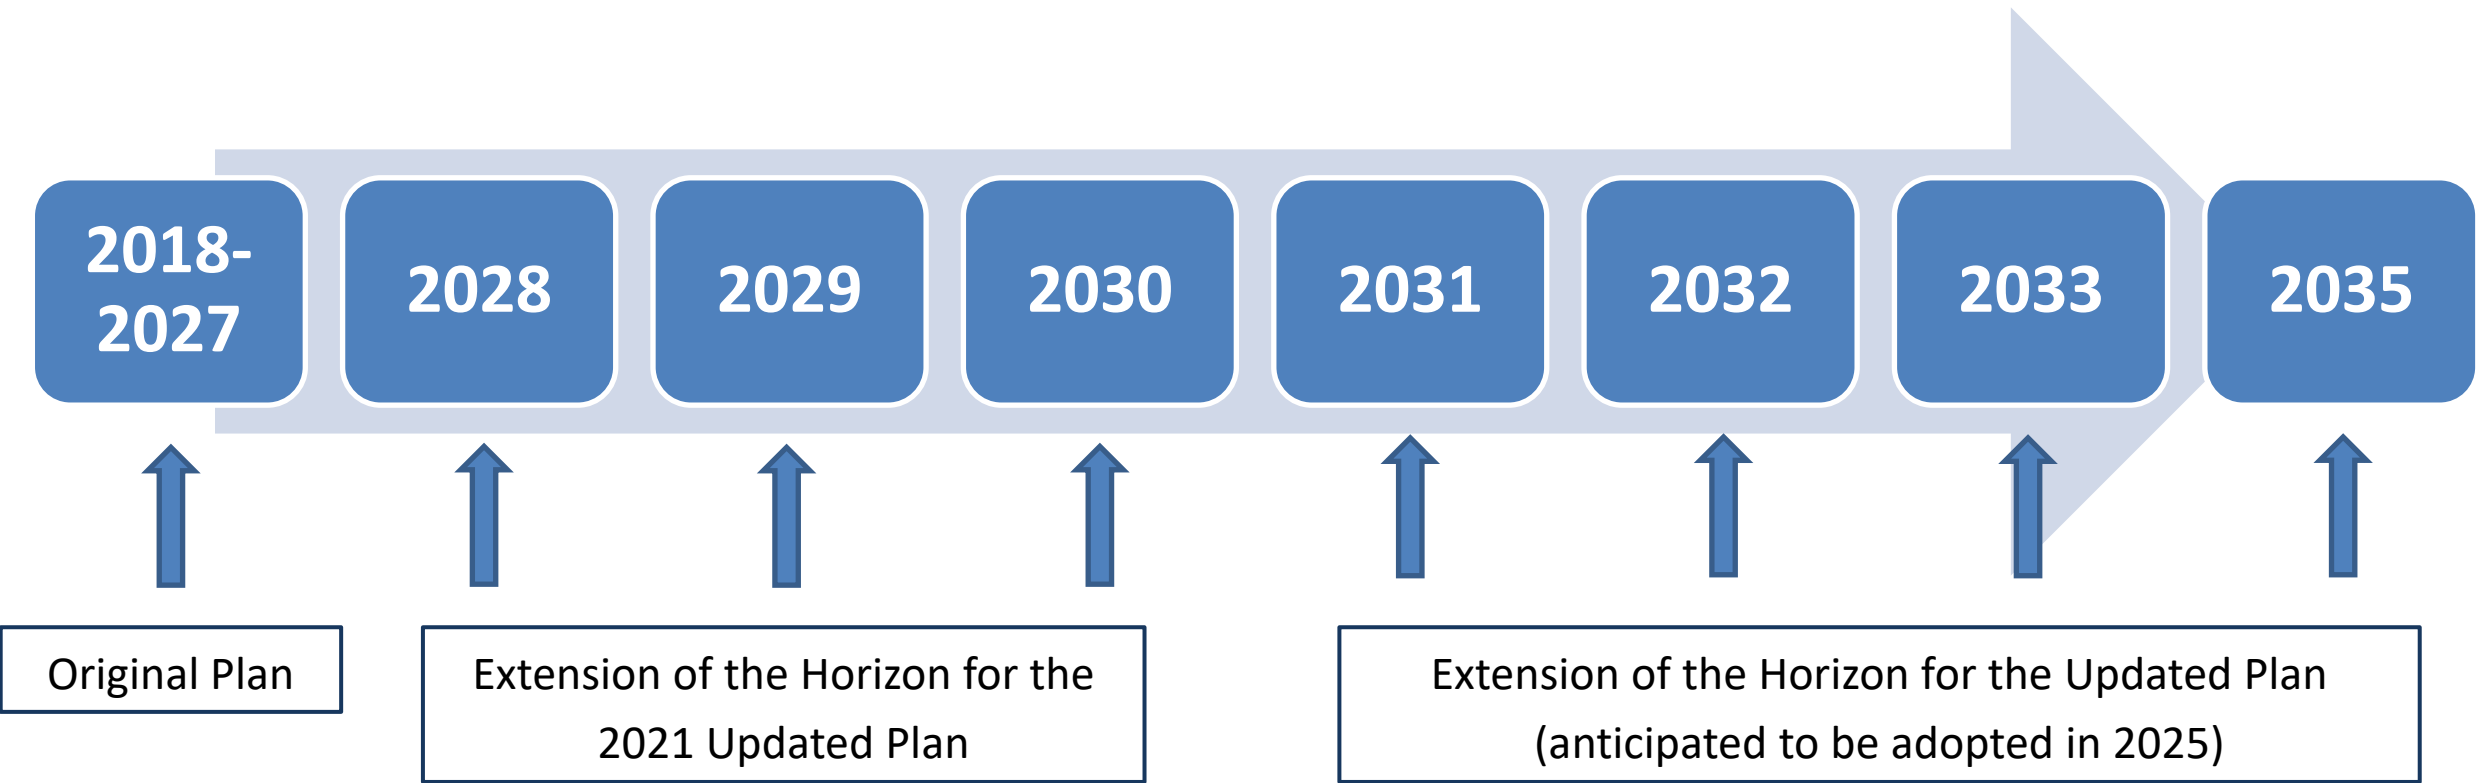 2018-
2027
2028
2029
2030
2031
2032
2033
2035
Original Plan
Extension of the Horizon for the
2021 Updated Plan
Extension of the Horizon for the Updated Plan
(anticipated to be adopted in 2025)